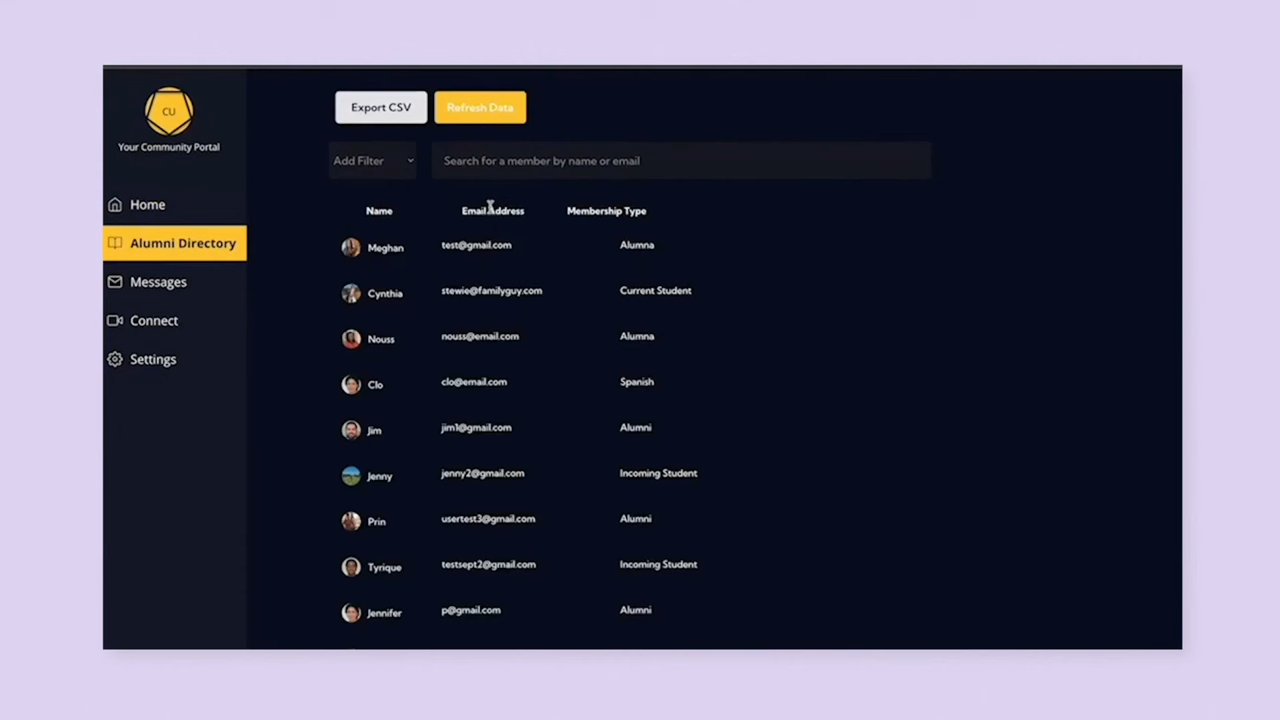 CU
Your Community Portal
Home
Alumni Directory
Messages
Connect
Settings
Export CSV
Refresh Data
Add Filter
Search for a member by name or email
Name Email Address Membership Type
Meghan test@gmail.com Alumna
Cynthia stewie@familyguy.com Current Student
Nouss nouss@email.com Alumna
Clo clo@email.com Spanish
Jim jim1@gmail.com Alumni
Jenny jenny2@gmail.com Incoming Student
Prin usertest3@gmail.com Alumni
Tyrique testsept2@gmail.com Incoming Student
Jennifer p@gmail.com Alumni